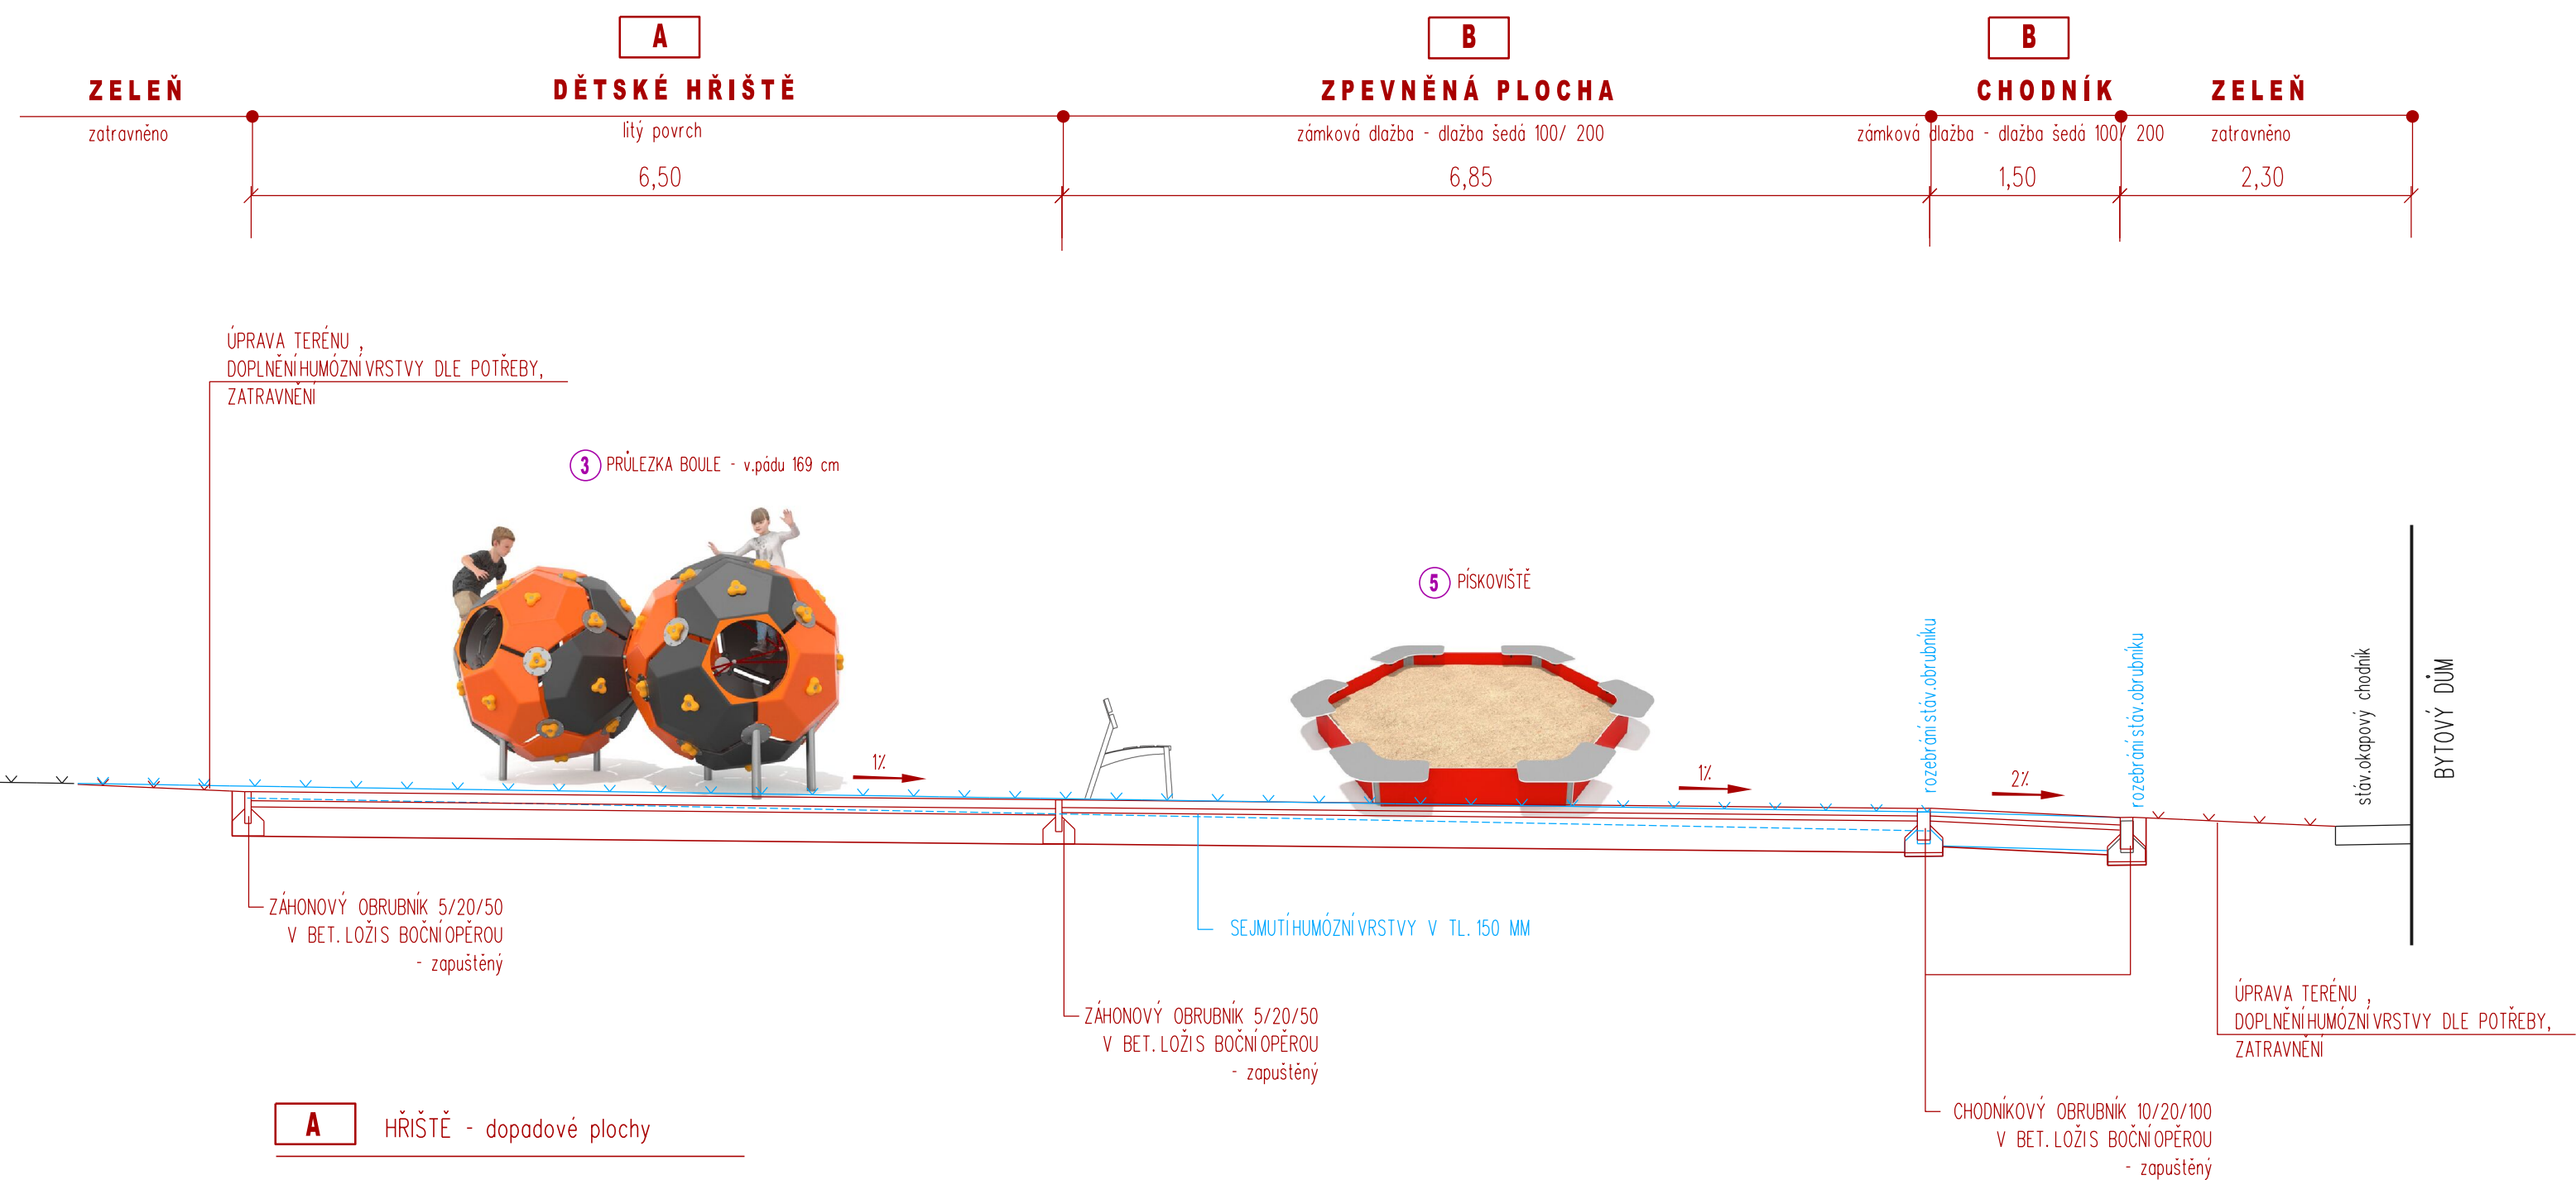 A
B
B
ZELEŇ
DĚTSKÉ HŘIŠTĚ
ZPEVNĚNÁ PLOCHA
CHODNÍK
ZELEŇ
zatravněno
litý povrch
zámková dlažba - dlažba šedá 100/ 200
zámková dlažba - dlažba šedá 100/ 200
zatravněno
6,50
6,85
1,50
2,30
ÚPRAVA TERÉNU ,
DOPLNĚNÍ HUMÓZNÍ VRSTVY DLE POTŘEBY,
ZATRAVNĚNÍ
3 PRŮLEZKA BOULE - v.pádu 169 cm
5 PÍSKOVIŠTĚ
1%
1%
2%
rozebrání stáv.obrubníku
rozebrání stáv.obrubníku
stáv.okapový chodník
BYTOVÝ DŮM
ZÁHONOVÝ OBRUBNÍK 5/20/50
V BET. LOŽI S BOČNÍ OPĚROU
- zapuštěný
SEJMUTÍ HUMÓZNÍ VRSTVY V TL. 150 MM
ZÁHONOVÝ OBRUBNÍK 5/20/50
V BET. LOŽI S BOČNÍ OPĚROU
- zapuštěný
ÚPRAVA TERÉNU ,
DOPLNĚNÍ HUMÓZNÍ VRSTVY DLE POTŘEBY,
ZATRAVNĚNÍ
CHODNÍKOVÝ OBRUBNÍK 10/20/100
V BET. LOŽI S BOČNÍ OPĚROU
- zapuštěný
A HŘIŠTĚ - dopadové plochy